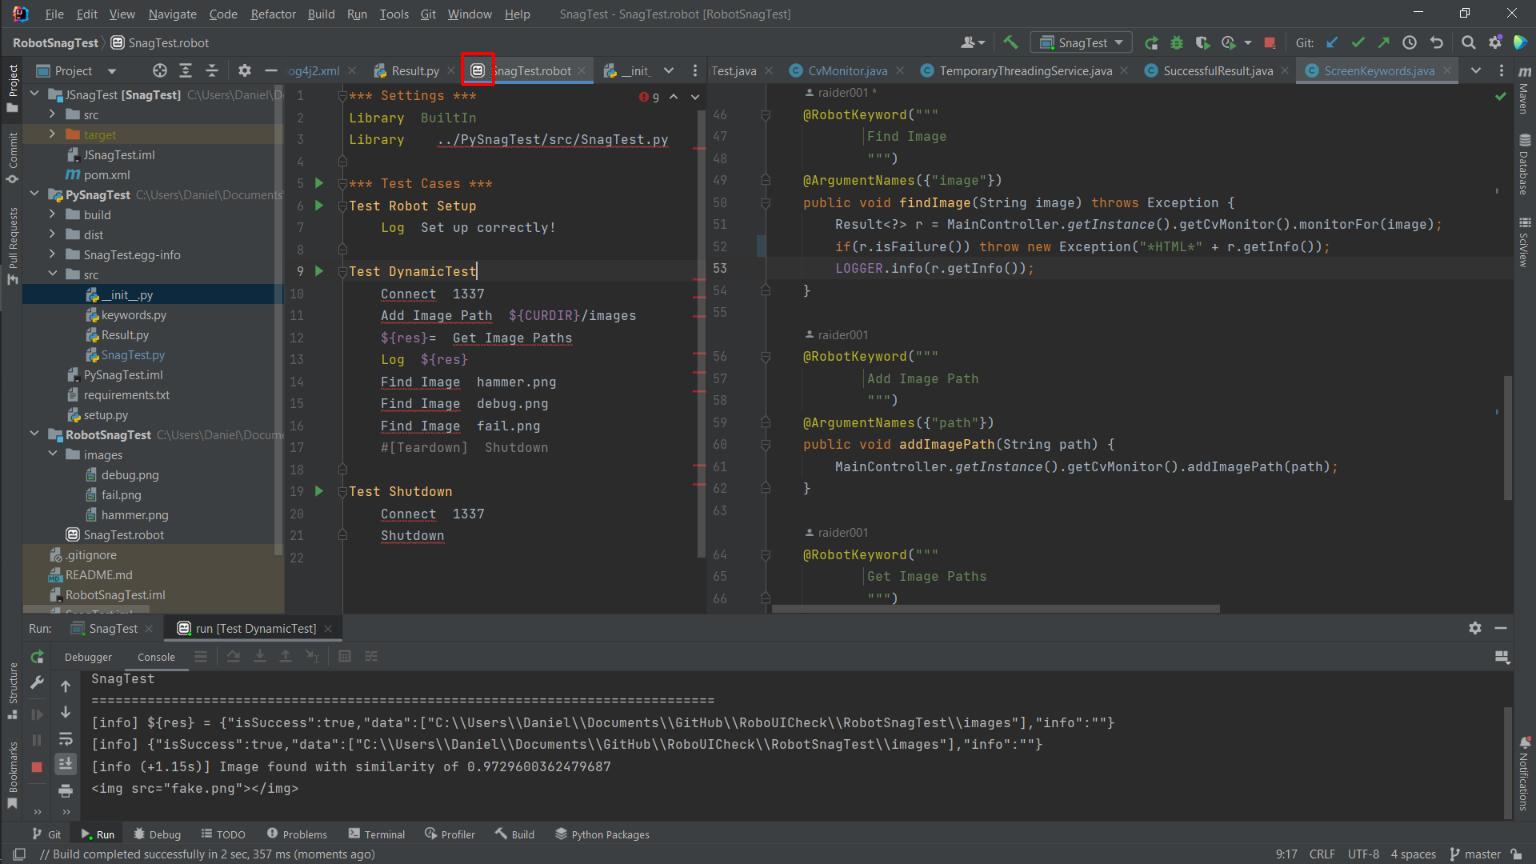 File Edit View Navigate Code Refactor Build Run Tools Git Window Help SnagTest - SnagTest.robot [RobotSnagTest]
RobotSnagTest SnagTest.robot
SnagTest
Git:
Project
og4j2.xml Result.py SnagTest.robot __init_
Test.java CvMonitor.java TemporaryThreadingService.java SuccessfulResult.java ScreenKeywords.java
Project
Commit
Pull Requests
Structure
Bookmarks
JSnagTest [SnagTest] C:\Users\Daniel\D
src
target
JSnagTest.iml
pom.xml
PySnagTest C:\Users\Daniel\Documents
build
dist
SnagTest.egg-info
src
__init__.py
keywords.py
Result.py
SnagTest.py
PySnagTest.iml
requirements.txt
setup.py
RobotSnagTest C:\Users\Daniel\Docum
images
debug.png
fail.png
hammer.png
SnagTest.robot
.gitignore
README.md
RobotSnagTest.iml
9
1 *** Settings ***
2 Library BuiltIn
3 Library ../PySnagTest/src/SnagTest.py
4
5 *** Test Cases ***
6 Test Robot Setup
7 Log Set up correctly!
8
9 Test DynamicTest
10 Connect 1337
11 Add Image Path ${CURDIR}/images
12 ${res}= Get Image Paths
13 Log ${res}
14 Find Image hammer.png
15 Find Image debug.png
16 Find Image fail.png
17 #[Teardown] Shutdown
18
19 Test Shutdown
20 Connect 1337
21 Shutdown
22
raider001 *
46 @RobotKeyword("""
47 Find Image
48 """)
49 @ArgumentNames({"image"})
50 public void findImage(String image) throws Exception {
51 Result<?> r = MainController.getInstance().getCvMonitor().monitorFor(image);
52 if(r.isFailure()) throw new Exception("*HTML*" + r.getInfo());
53 LOGGER.info(r.getInfo());
54 }
55
raider001
56 @RobotKeyword("""
57 Add Image Path
58 """)
59 @ArgumentNames({"path"})
60 public void addImagePath(String path) {
61 MainController.getInstance().getCvMonitor().addImagePath(path);
62 }
63
raider001
64 @RobotKeyword("""
65 Get Image Paths
66 """)
m
Maven
Database
SciView
Notifications
Run: SnagTest run [Test DynamicTest]
Debugger Console
SnagTest
==============================================================================
[info] ${res} = {"isSuccess":true,"data":["C:\\Users\\Daniel\\Documents\\GitHub\\RoboUICheck\\RobotSnagTest\\images"],"info":""}
[info] {"isSuccess":true,"data":["C:\\Users\\Daniel\\Documents\\GitHub\\RoboUICheck\\RobotSnagTest\\images"],"info":""}
[info (+1.15s)] Image found with similarity of 0.9729600362479687
<img src="fake.png"></img>
Git Run Debug TODO Problems Terminal Profiler Build Python Packages
// Build completed successfully in 2 sec, 357 ms (moments ago)
9:17 CRLF UTF-8 4 spaces master